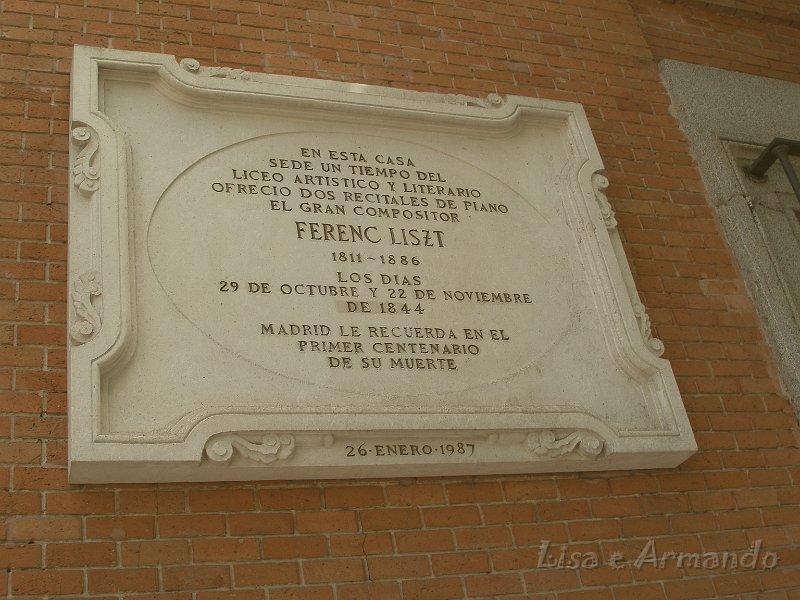 EN ESTA CASA
SEDE UN TIEMPO DEL
LICEO ARTISTICO Y LITERARIO
OFRECIO DOS RECITALES DE PIANO
EL GRAN COMPOSITOR
FERENC LISZT
1811-1886
LOS DIAS
29 DE OCTUBRE Y 22 DE NOVIEMBRE
DE 1844
MADRID LE RECUERDA EN EL
PRIMER CENTENARIO
DE SU MUERTE
26·ENERO·1987
Lisa e Armando